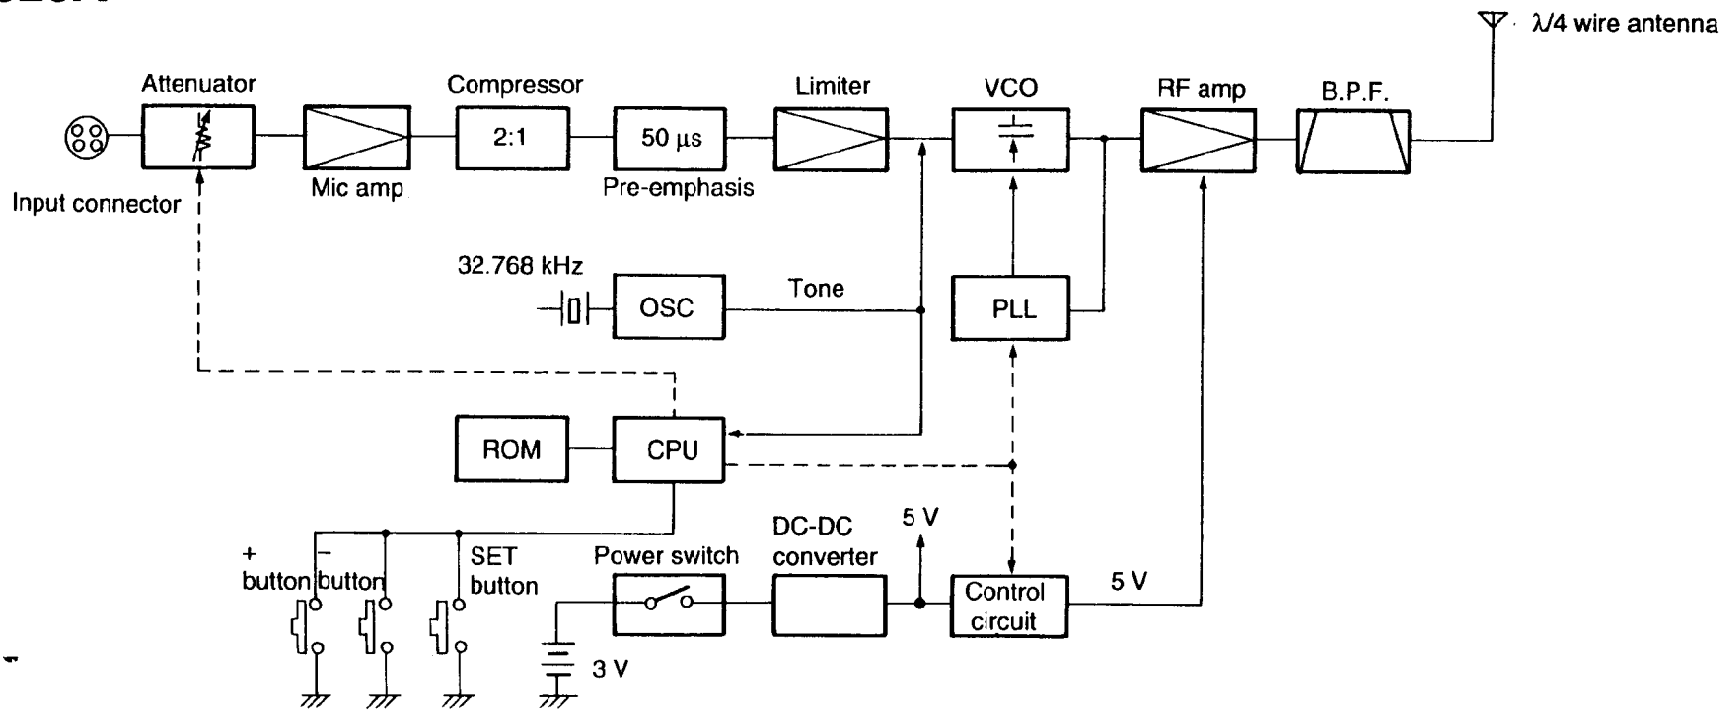 λ/4 wire antenna
Attenuator
Compressor
Limiter
VCO
RF amp
B.P.F.
2:1
50 μs
Input connector
Mic amp
Pre-emphasis
32.768 kHz
OSC
Tone
PLL
ROM
CPU
+
button
–
button
SET
button
Power switch
DC-DC
converter
5 V
Control
circuit
5 V
3 V